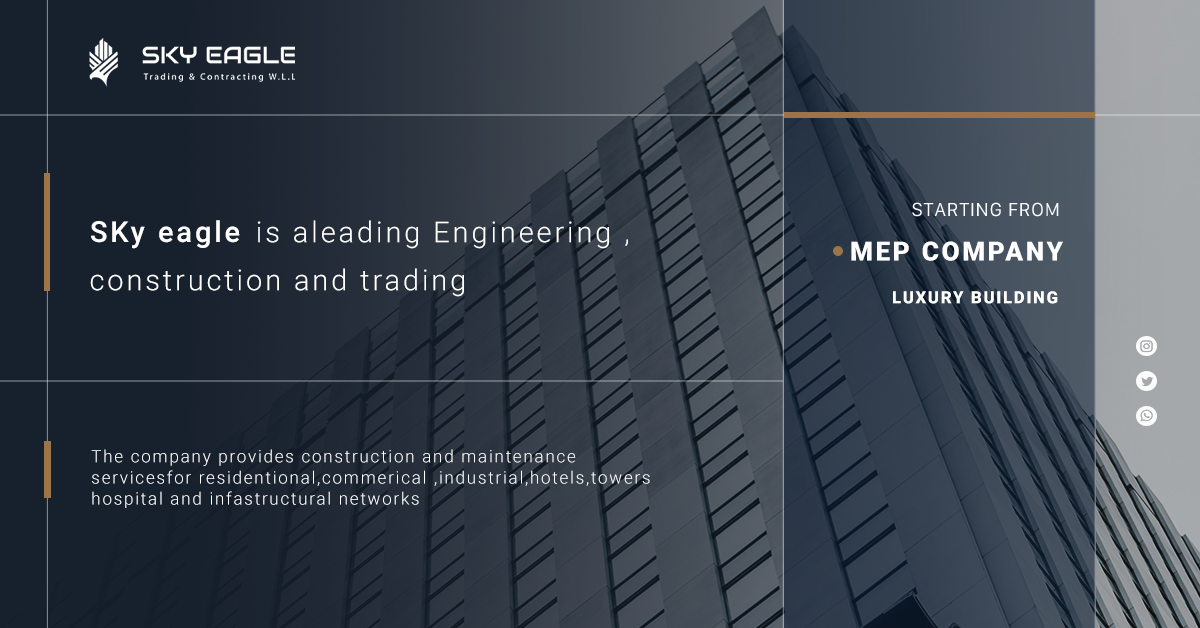 SKY EAGLE
Trading & Contracting W.L.L
SKy eagle is aleading Engineering ,
construction and trading
STARTING FROM
MEP COMPANY
LUXURY BUILDING
The company provides construction and maintenance
servicesfor residentional,commerical ,industrial,hotels,towers
hospital and infastructural networks